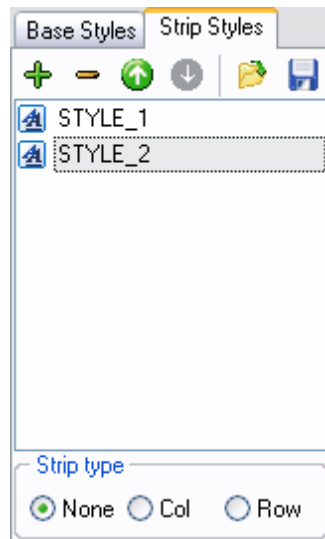 Base Styles Strip Styles
STYLE_1
STYLE_2
Strip type
None Col Row